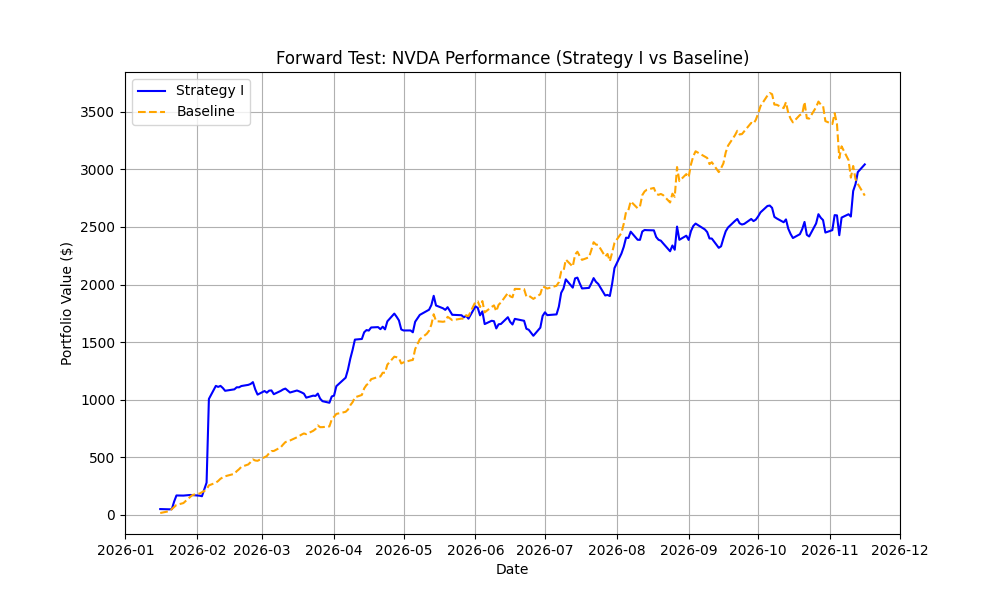 Forward Test: NVDA Performance (Strategy I vs Baseline)
Strategy I
Baseline
Portfolio Value ($)
3500
3000
2500
2000
1500
1000
500
0
2026-01 2026-02 2026-03 2026-04 2026-05 2026-06 2026-07 2026-08 2026-09 2026-10 2026-11 2026-12
Date